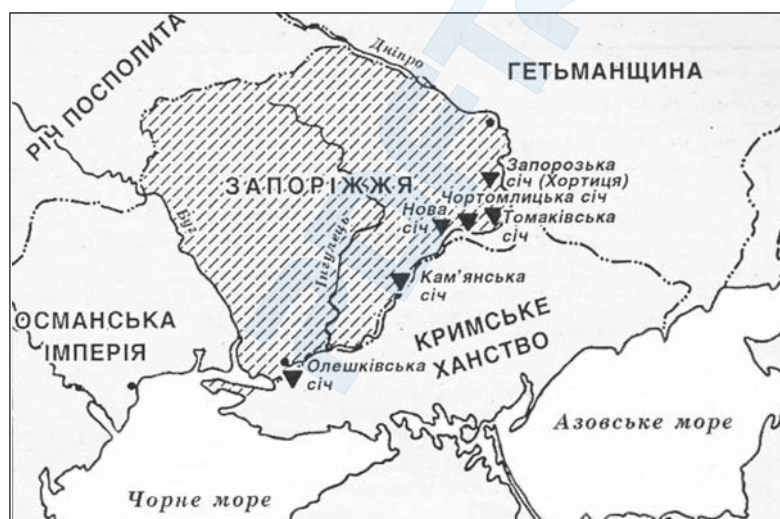 Дніпро
ГЕТЬМАНЩИНА
РІЧ ПОСПОЛИТА
Запорозька
січ (Хортиця)
ЗАПОРІЖЖЯ
Чортомлицька січ
Нова
січ
Томаківська
січ
Буг
Інгулець
Кам'янська
січ
ОСМАНСЬКА
ІМПЕРІЯ
КРИМСЬКЕ
ХАНСТВО
Олешківська
січ
Азовське море
Чорне море